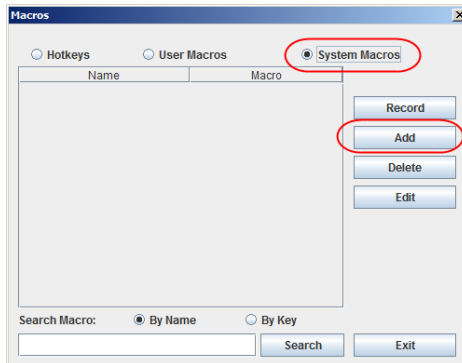 Macros
Hotkeys User Macros System Macros
Name Macro
Record
Add
Delete
Edit
Search Macro: By Name By Key
Search Exit